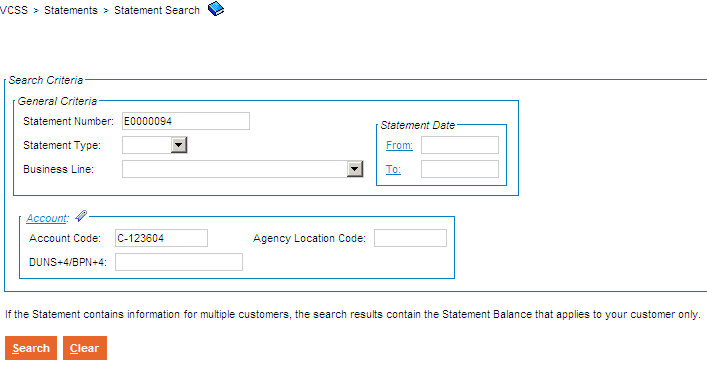 VCSS > Statements > Statement Search
Search Criteria
General Criteria
Statement Number: E0000094
Statement Type:
Business Line:
Statement Date
From:
To:
Account:
Account Code: C-123604 Agency Location Code:
DUNS+4/BPN+4:
If the Statement contains information for multiple customers, the search results contain the Statement Balance that applies to your customer only.
Search Clear